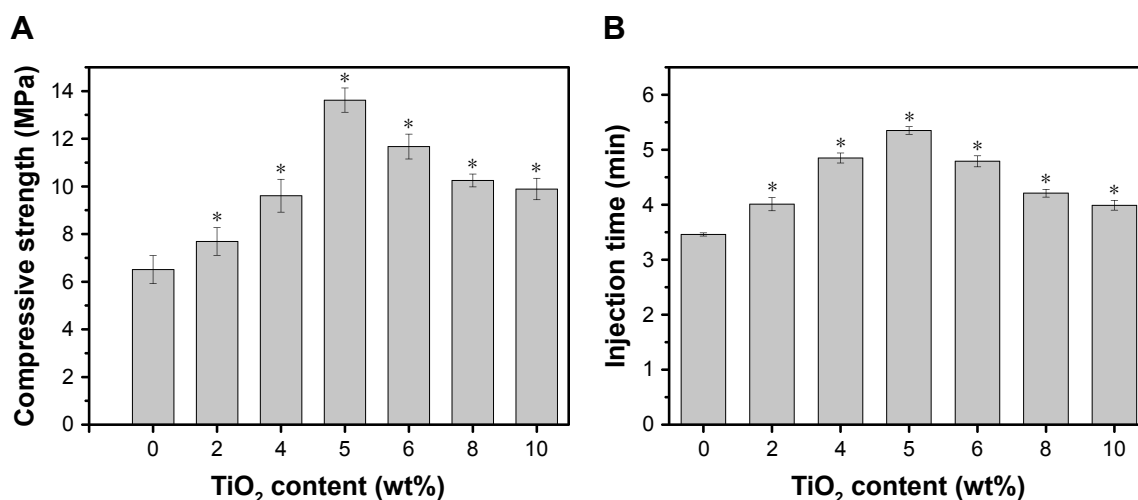 A
Compressive strength (MPa)
14
12
10
8
6
4
2
0
* * * * * *
0 2 4 5 6 8 10
TiO₂ content (wt%)
B
Injection time (min)
6
5
4
3
2
1
0
* * * * * *
0 2 4 5 6 8 10
TiO₂ content (wt%)